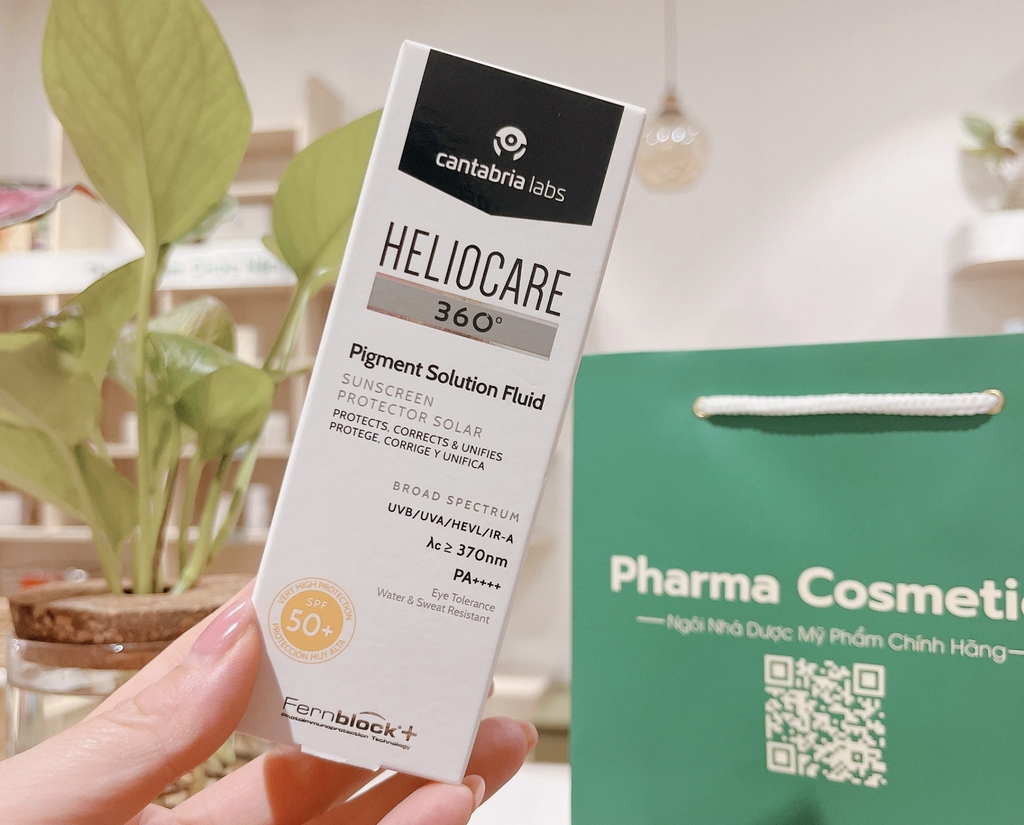 cantabria labs
HELIOCARE
360°
Pigment Solution Fluid
SUNSCREEN
PROTECTOR SOLAR
PROTECTS, CORRECTS & UNIFIES
PROTEGE, CORRIGE Y UNIFICA
BROAD SPECTRUM
UVB/UVA/HEVL/IR-A
λc ≥ 370nm
PA++++
Eye Tolerance
Water & Sweat Resistant
VERY HIGH PROTECTION
SPF
50+
PROTECCIÓN MUY ALTA
Fernblock+
Photoimmunoprotection Technology
Pharma Cosmetic
Ngôi Nhà Dược Mỹ Phẩm Chính Hãng